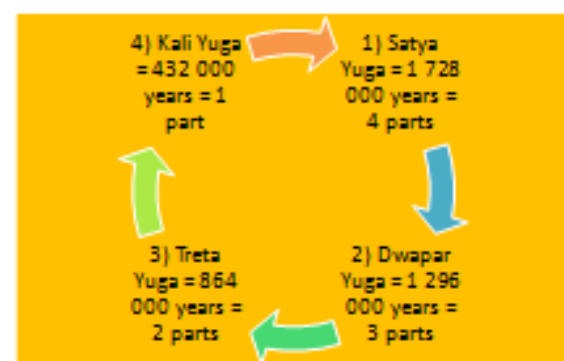 4) Kali Yuga
= 432 000
years = 1
part
1) Satya
Yuga = 1 728
000 years =
4 parts
2) Dwapar
Yuga = 1 296
000 years =
3 parts
3) Treta
Yuga = 864
000 years =
2 parts